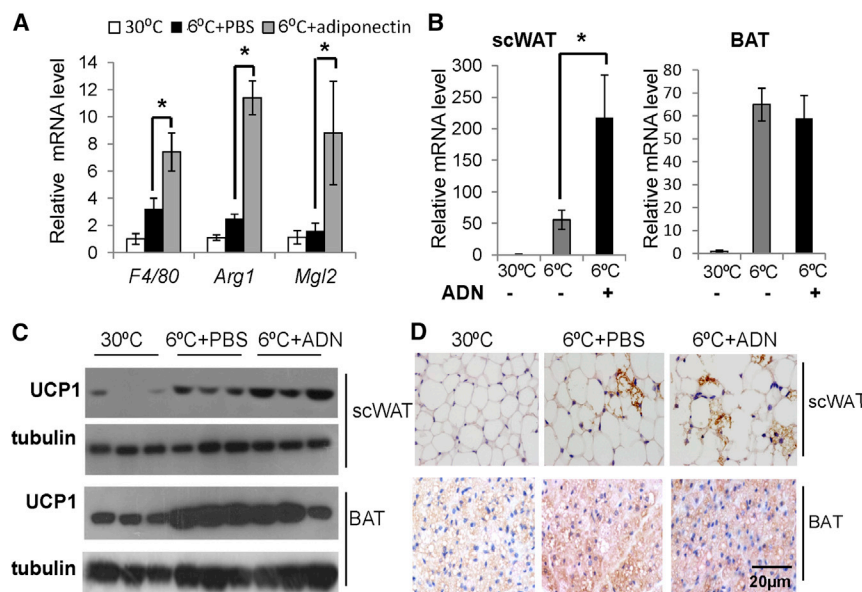 A
30ºC 6ºC+PBS 6ºC+adiponectin
Relative mRNA level
14
12
10
8
6
4
2
0
* * *
F4/80 Arg1 Mgl2
B
scWAT
Relative mRNA level
300
250
200
150
100
50
0
*
30ºC 6ºC 6ºC
ADN - - +
BAT
Relative mRNA level
80
70
60
50
40
30
20
10
0
30ºC 6ºC 6ºC
- - +
C
30ºC 6ºC+PBS 6ºC+ADN
UCP1
tubulin
scWAT
UCP1
tubulin
BAT
D
30ºC 6ºC+PBS 6ºC+ADN
scWAT
BAT
20µm